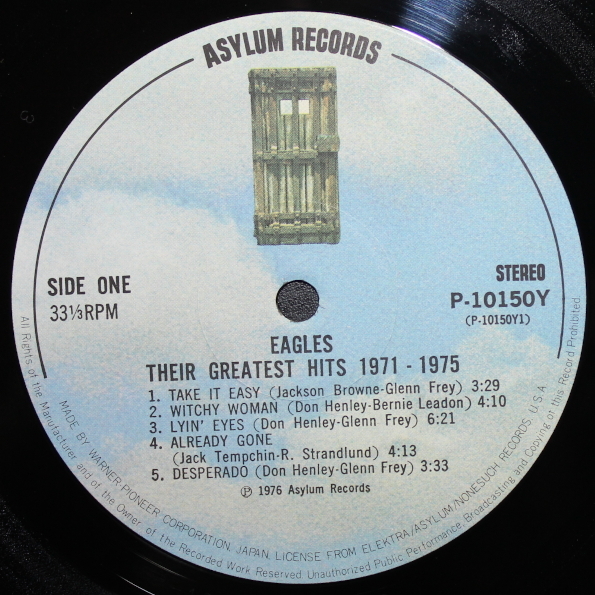 ASYLUM RECORDS
SIDE ONE
33⅓RPM
STEREO
P-10150Y
(P-10150Y1)
EAGLES
THEIR GREATEST HITS 1971 - 1975
1. TAKE IT EASY (Jackson Browne-Glenn Frey) 3:29
2. WITCHY WOMAN (Don Henley-Bernie Leadon) 4:10
3. LYIN' EYES (Don Henley-Glenn Frey) 6:21
4. ALREADY GONE
(Jack Tempchin-R. Strandlund) 4:13
5. DESPERADO (Don Henley-Glenn Frey) 3:33
Ⓟ 1976 Asylum Records
MADE BY WARNER-PIONEER CORPORATION, JAPAN, LICENSE FROM ELEKTRA/ASYLUM/NONESUCH RECORDS, U.S.A.
All Rights of the Manufacturer and of the Owner of the Recorded Work Reserved. Unauthorized Public Performance, Broadcasting and Copying of this Record Prohibited.